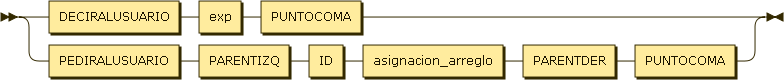 DECIRALUSUARIO exp PUNTOCOMA
PEDIRALUSUARIO PARENTIZQ ID asignacion_arreglo PARENTDER PUNTOCOMA